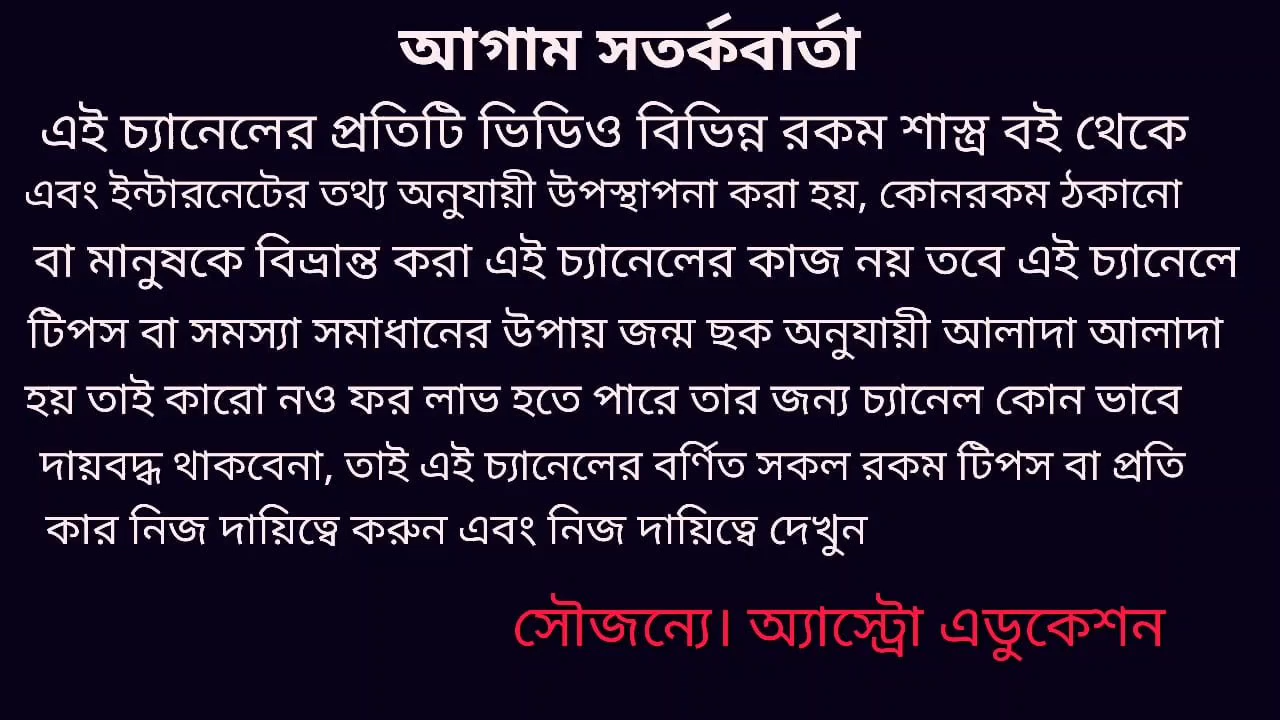 আগাম সতর্কবার্তা
এই চ্যানেলের প্রতিটি ভিডিও বিভিন্ন রকম শাস্ত্র বই থেকে
এবং ইন্টারনেটের তথ্য অনুযায়ী উপস্থাপনা করা হয়, কোনরকম ঠকানো
বা মানুষকে বিভ্রান্ত করা এই চ্যানেলের কাজ নয় তবে এই চ্যানেলে
টিপস বা সমস্যা সমাধানের উপায় জন্ম ছক অনুযায়ী আলাদা আলাদা
হয় তাই কারো নও ফর লাভ হতে পারে তার জন্য চ্যানেল কোন ভাবে
দায়বদ্ধ থাকবেনা, তাই এই চ্যানেলের বর্ণিত সকল রকম টিপস বা প্রতি
কার নিজ দায়িত্বে করুন এবং নিজ দায়িত্বে দেখুন
সৌজন্যে। অ্যাস্ট্রো এডুকেশন